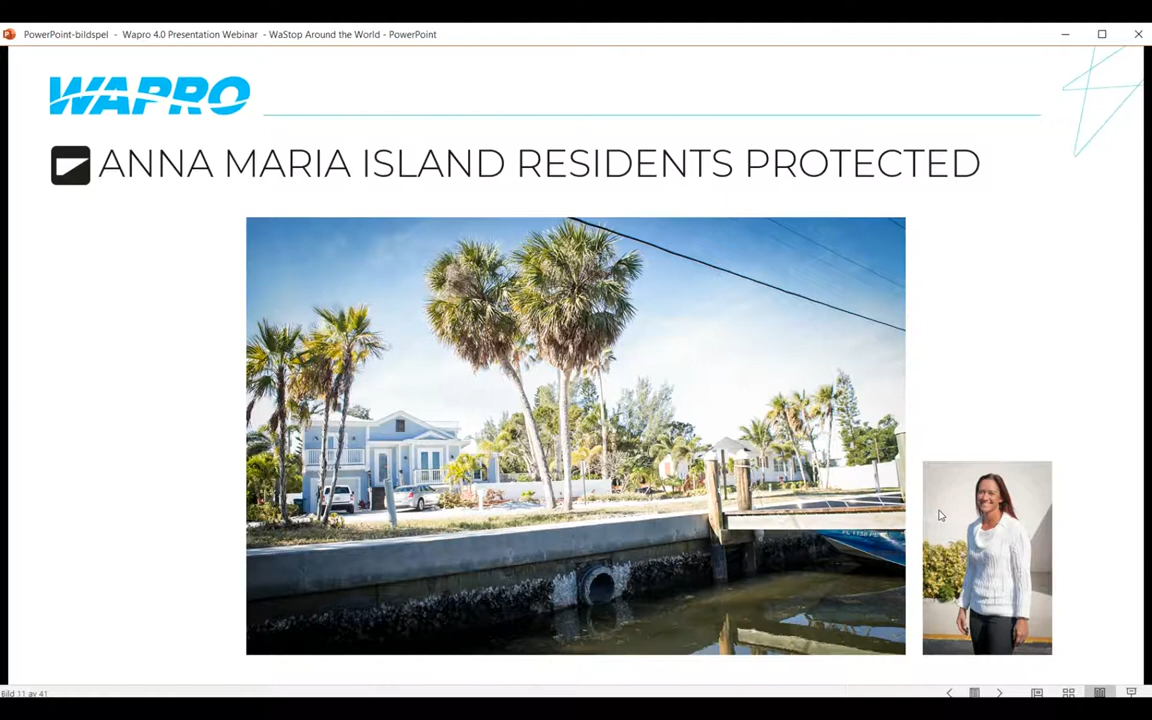 PowerPoint-bildspel - Wapro 4.0 Presentation Webinar - WaStop Around the World - PowerPoint
WAPRO
ANNA MARIA ISLAND RESIDENTS PROTECTED
Bild 11 av 41